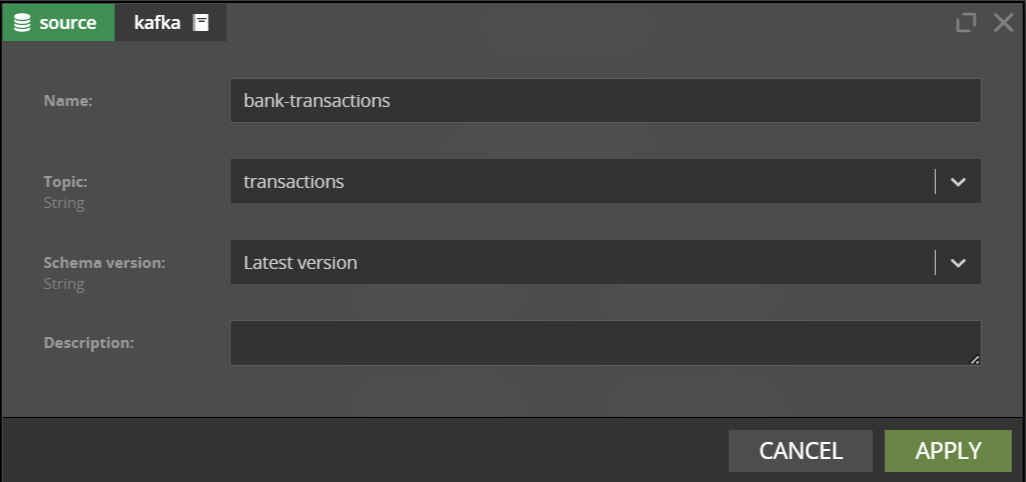 source kafka
Name: bank-transactions
Topic: transactions
String
Schema version: Latest version
String
Description:
CANCEL APPLY